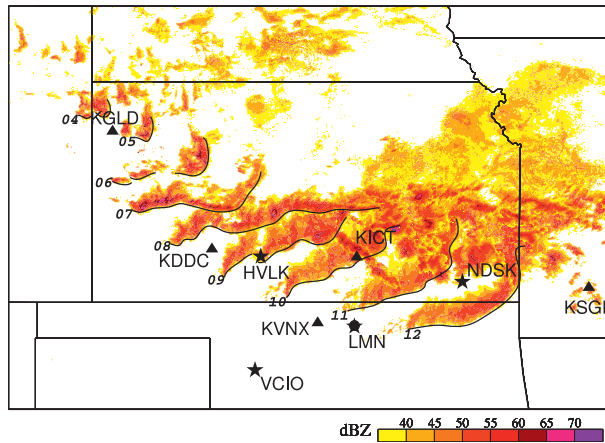 04
KGLD
05
06
07
08
KDDC
HVLK
KICT
09
NDSK
10
KSGF
11
KVNX
LMN
12
VCIO
dBZ 40 45 50 55 60 65 70